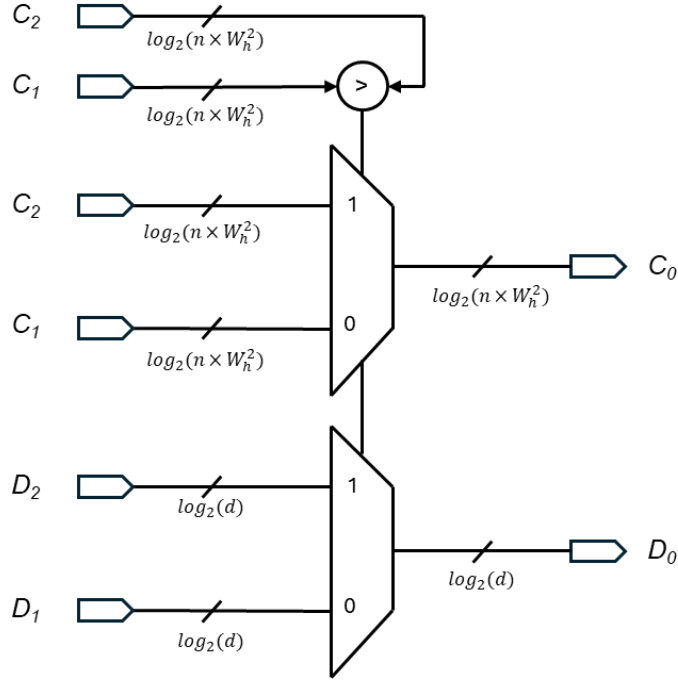 C₂
log₂(n × Wₕ²)
C₁
>
log₂(n × Wₕ²)
C₂
1
log₂(n × Wₕ²)
C₀
log₂(n × Wₕ²)
C₁
0
log₂(n × Wₕ²)
D₂
1
log₂(d)
D₀
log₂(d)
D₁
0
log₂(d)